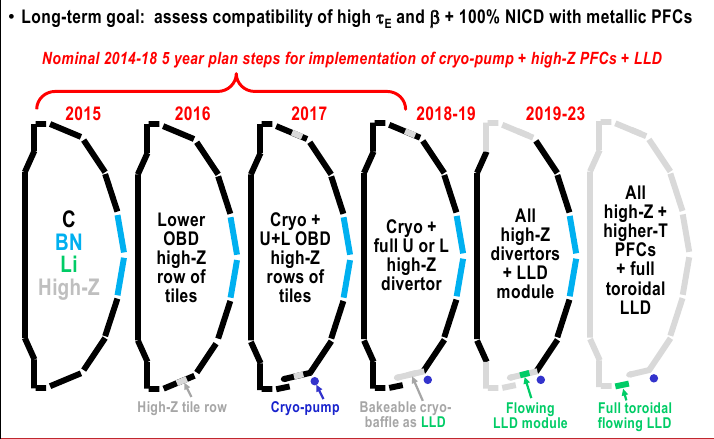 • Long-term goal: assess compatibility of high τE and β + 100% NICD with metallic PFCs
Nominal 2014-18 5 year plan steps for implementation of cryo-pump + high-Z PFCs + LLD
2015
2016
2017
2018-19
2019-23
C
BN
Li
High-Z
Lower
OBD
high-Z
row of
tiles
Cryo +
U+L OBD
high-Z
rows of
tiles
Cryo +
full U or L
high-Z
divertor
All
high-Z
divertors
+ LLD
module
All
high-Z +
higher-T
PFCs
+ full
toroidal
LLD
High-Z tile row
Cryo-pump
Bakeable cryo-
baffle as LLD
Flowing
LLD module
Full toroidal
flowing LLD